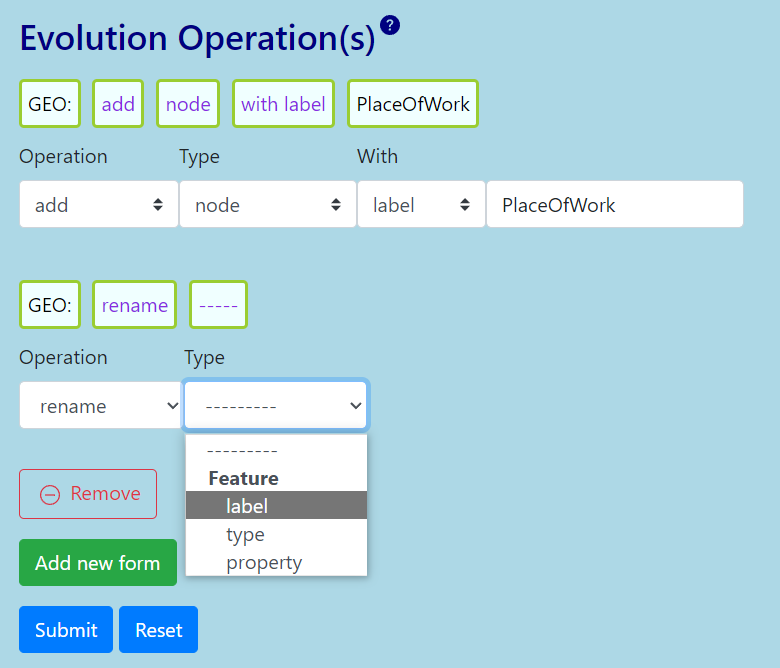 Evolution Operation(s) ?
GEO: add node with label PlaceOfWork
Operation Type With
add node label PlaceOfWork
GEO: rename -----
Operation Type
rename ---------
---------
Feature
label
type
property
Remove
Add new form
Submit Reset